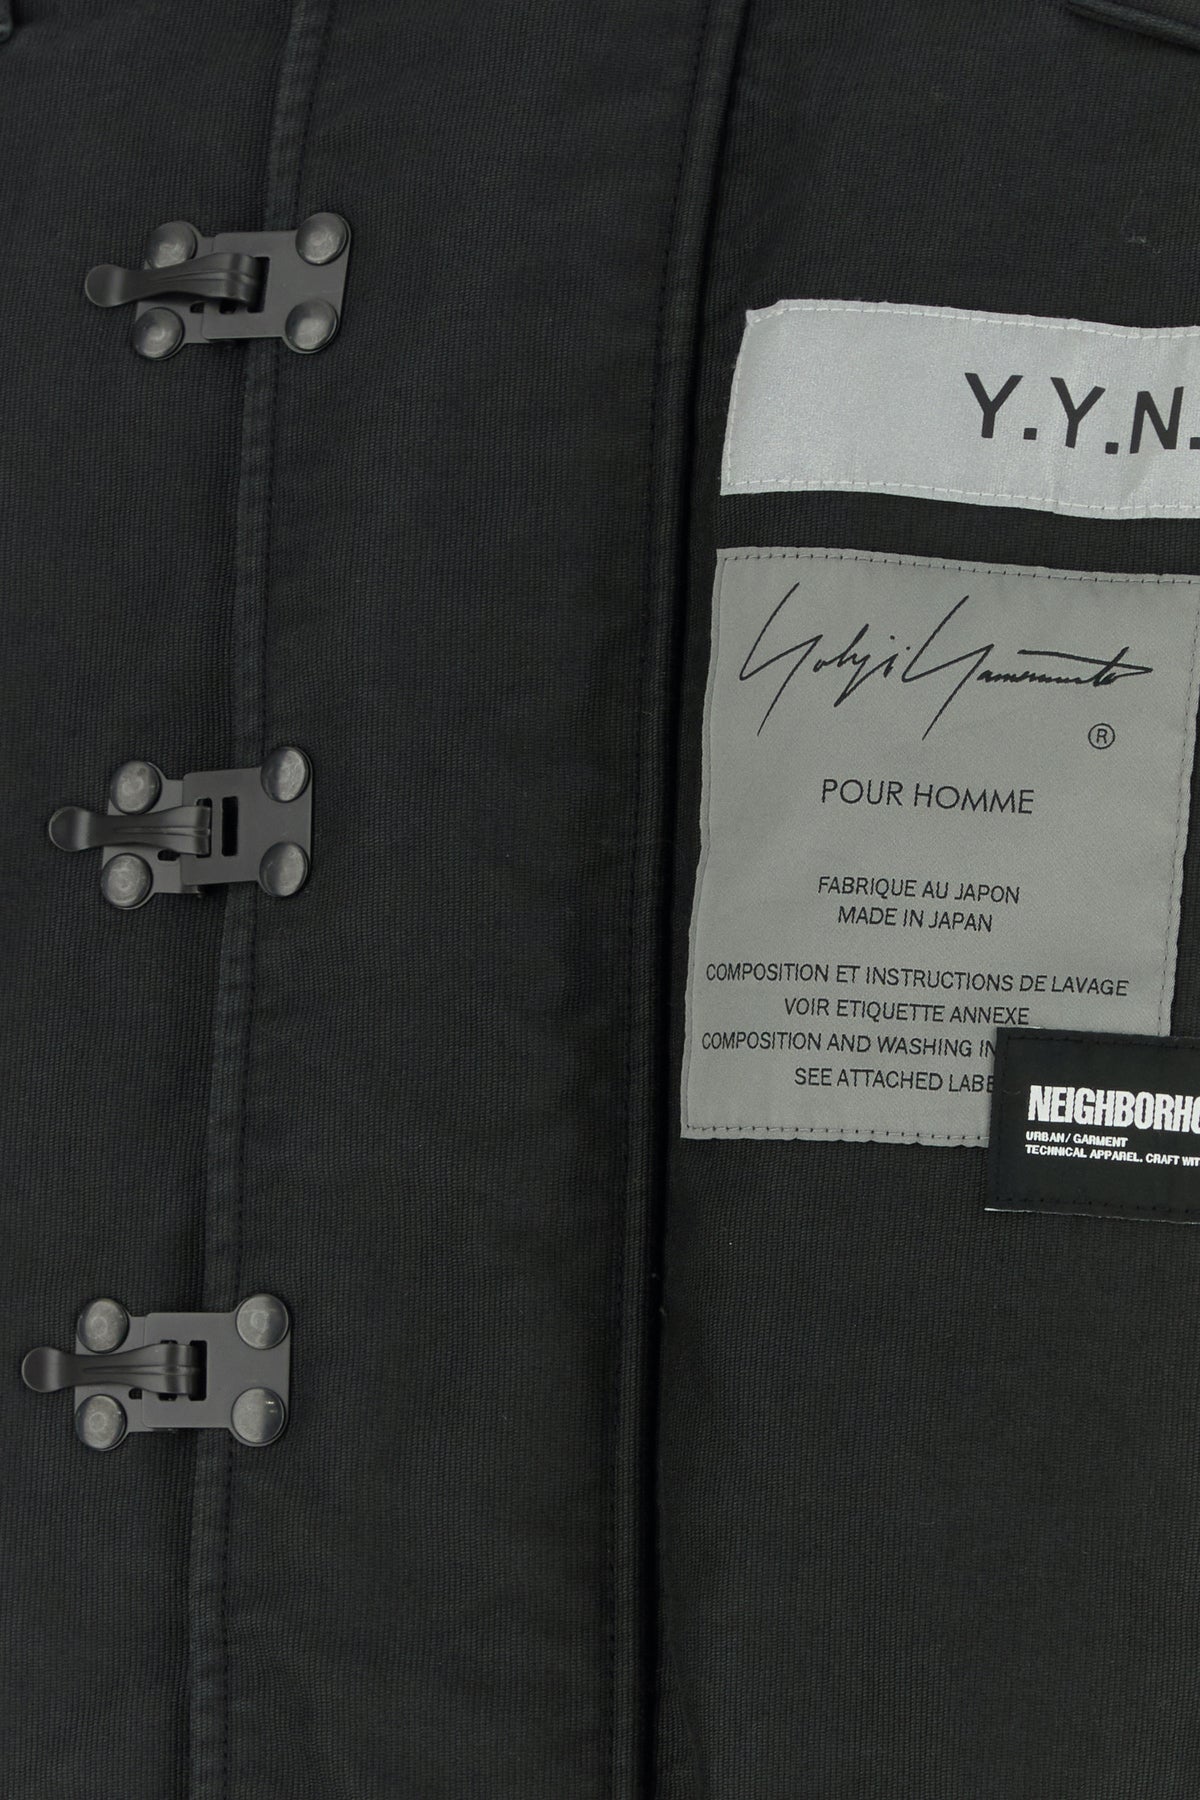 Y.Y.N.
Yohji Yamamoto
®
POUR HOMME
FABRIQUE AU JAPON
MADE IN JAPAN
COMPOSITION ET INSTRUCTIONS DE LAVAGE
VOIR ETIQUETTE ANNEXE
COMPOSITION AND WASHING IN
SEE ATTACHED LABE
NEIGHBORHO
URBAN/ GARMENT
TECHNICAL APPAREL. CRAFT WIT